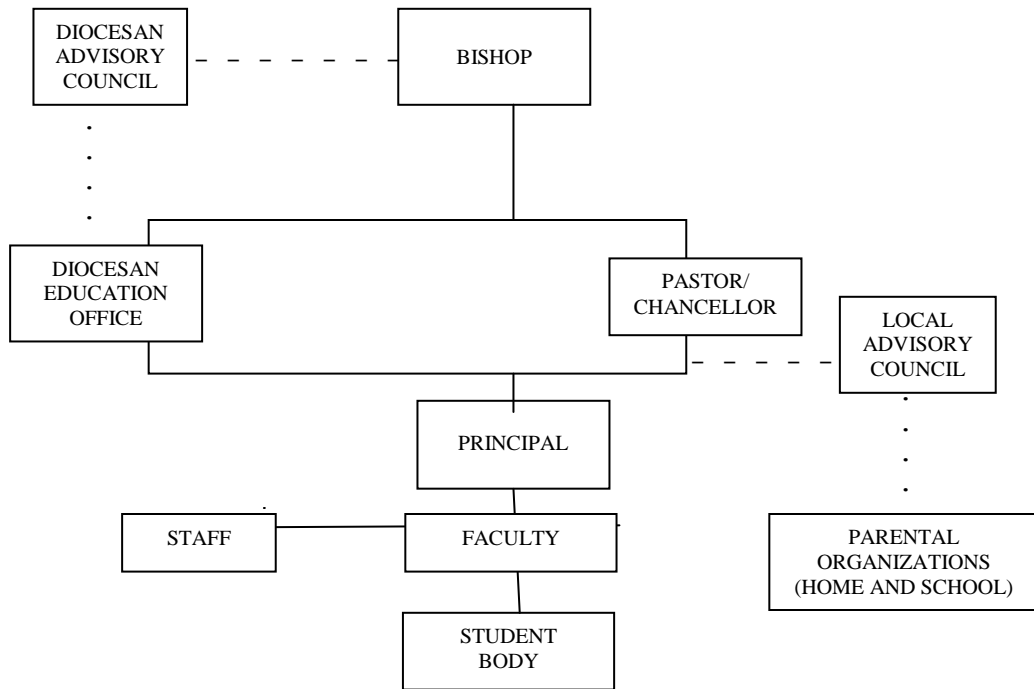 DIOCESAN
ADVISORY
COUNCIL
BISHOP
DIOCESAN
EDUCATION
OFFICE
PASTOR/
CHANCELLOR
LOCAL
ADVISORY
COUNCIL
PRINCIPAL
STAFF
FACULTY
PARENTAL
ORGANIZATIONS
(HOME AND SCHOOL)
STUDENT
BODY